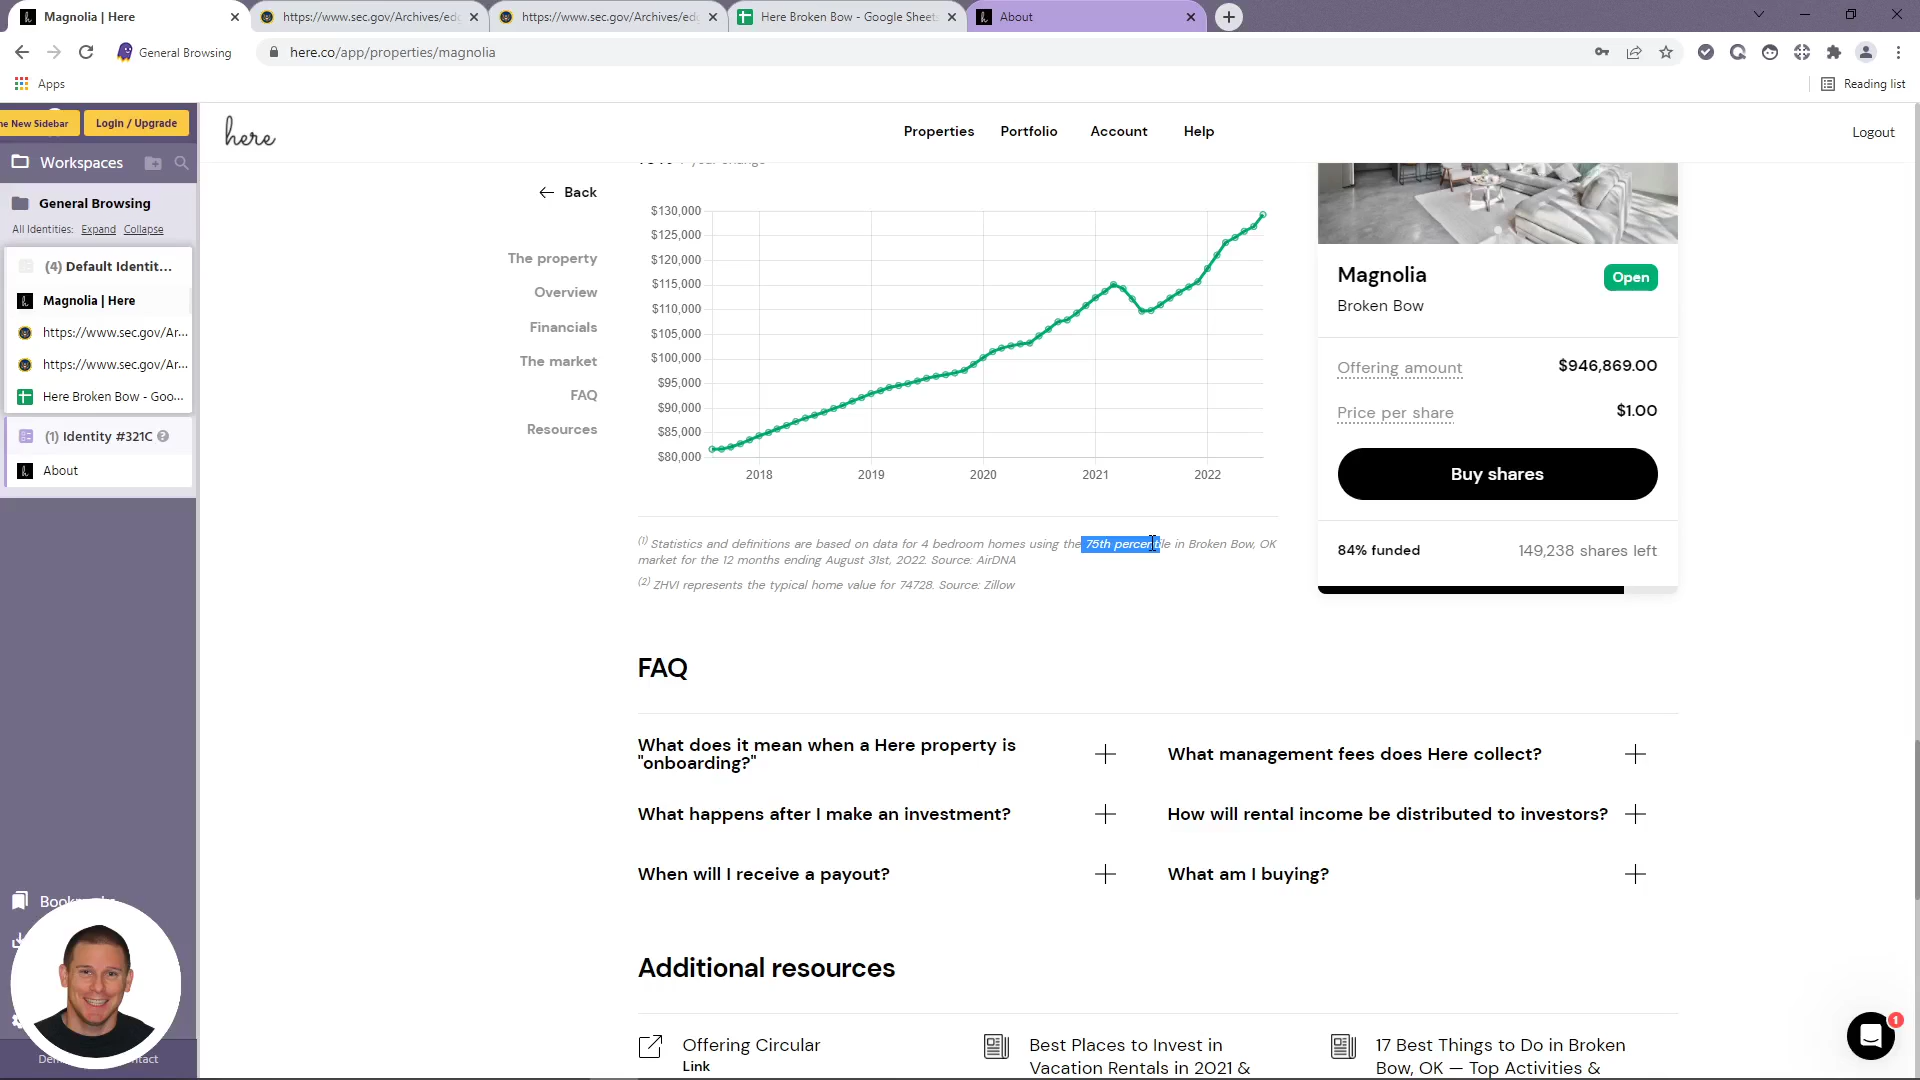 Magnolia | Here
https://www.sec.gov/Archives/ed
https://www.sec.gov/Archives/ed
Here Broken Bow - Google Sheet
About
General Browsing
here.co/app/properties/magnolia
Apps
Reading list
he New Sidebar
Login / Upgrade
Workspaces
General Browsing
All Identities: Expand Collapse
(4) Default Identit...
Magnolia | Here
https://www.sec.gov/Ar...
https://www.sec.gov/Ar...
Here Broken Bow - Goo...
(1) Identity #321C
About
here
Properties
Portfolio
Account
Help
Logout
Back
The property
Overview
Financials
The market
FAQ
Resources
$130,000
$125,000
$120,000
$115,000
$110,000
$105,000
$100,000
$95,000
$90,000
$85,000
$80,000
2018 2019 2020 2021 2022
(1) Statistics and definitions are based on data for 4 bedroom homes using the 75th percentile in Broken Bow, OK
market for the 12 months ending August 31st, 2022. Source: AirDNA
(2) ZHVI represents the typical home value for 74728. Source: Zillow
Magnolia
Open
Broken Bow
Offering amount
$946,869.00
Price per share
$1.00
Buy shares
84% funded
149,238 shares left
FAQ
What does it mean when a Here property is
"onboarding?"
What management fees does Here collect?
What happens after I make an investment?
How will rental income be distributed to investors?
When will I receive a payout?
What am I buying?
Additional resources
Offering Circular
Link
Best Places to Invest in
Vacation Rentals in 2021 &
17 Best Things to Do in Broken
Bow, OK — Top Activities &
1